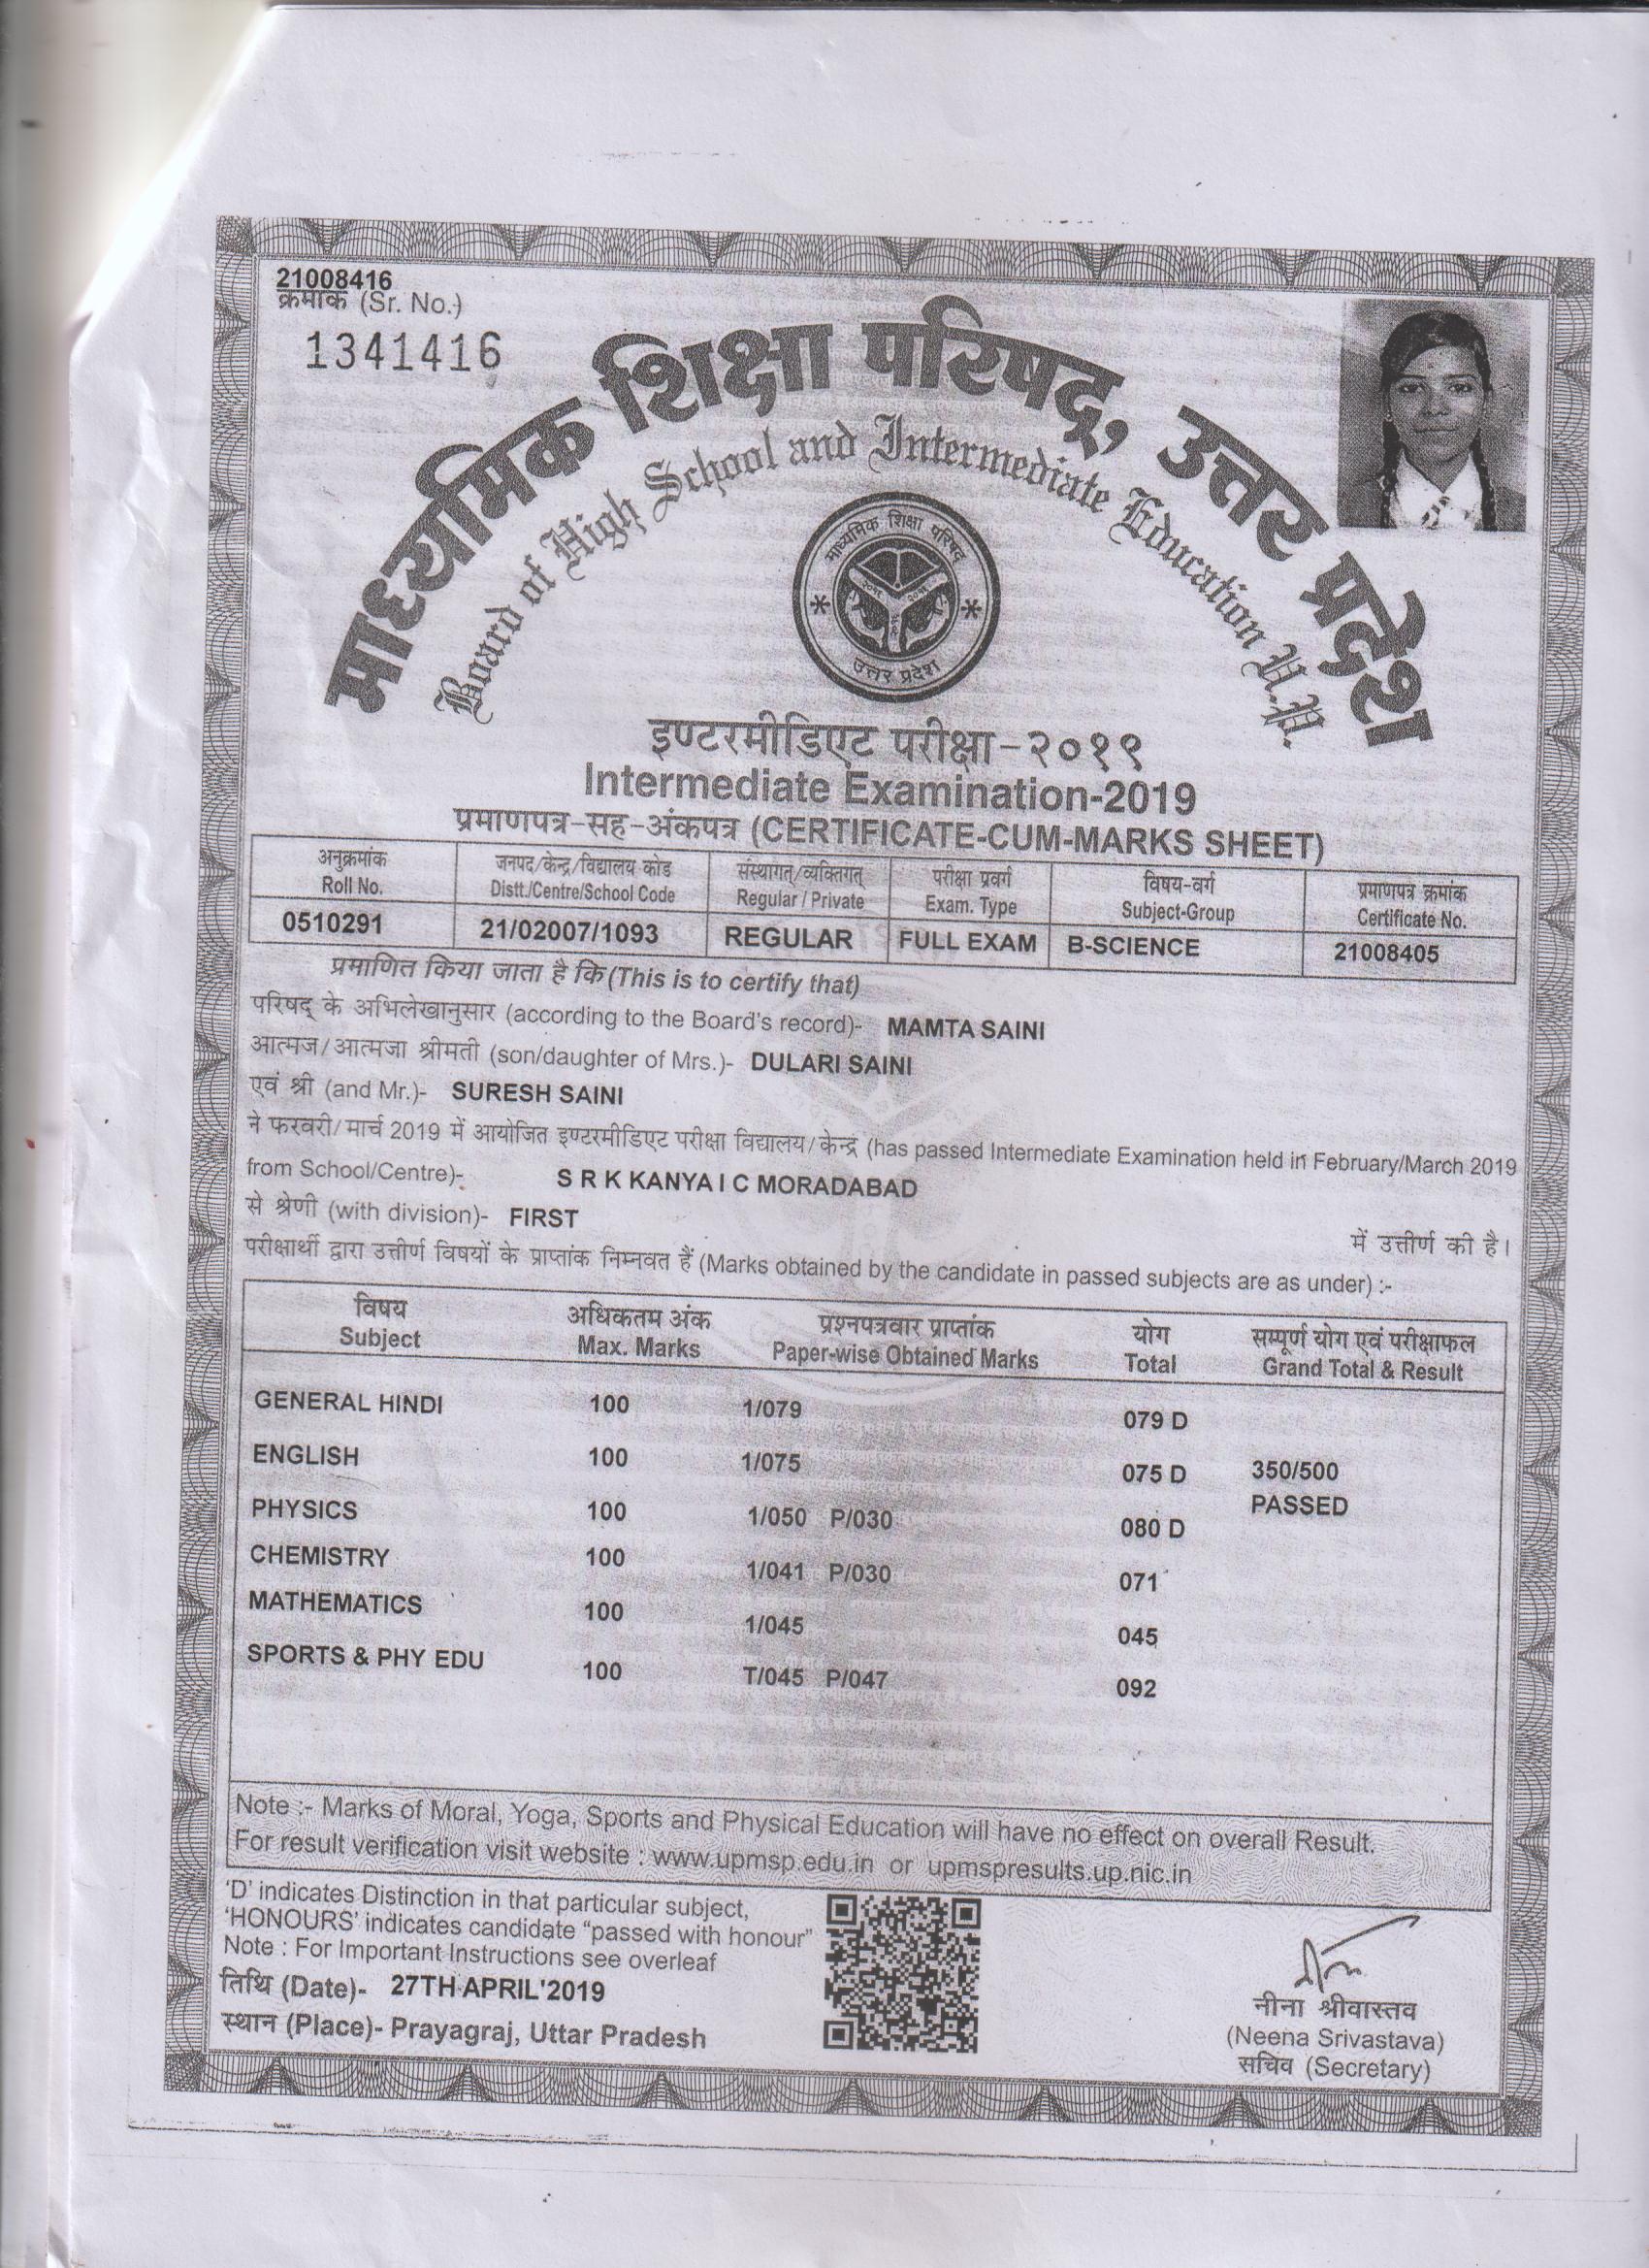 21008416
क्रमांक (Sr. No.)
1341416
माध्यमिक शिक्षा परिषद्, उत्तर प्रदेश
Board of High School and Intermediate Education U.P.
माध्यमिक शिक्षा परिषद
उत्तर प्रदेश
इण्टरमीडिएट परीक्षा-२०१९
Intermediate Examination-2019
प्रमाणपत्र-सह-अंकपत्र (CERTIFICATE-CUM-MARKS SHEET)
अनुक्रमांक जनपद/केन्द्र/विद्यालय कोड संस्थागत्/व्यक्तिगत् परीक्षा प्रवर्ग विषय-वर्ग प्रमाणपत्र क्रमांक
Roll No. Distt./Centre/School Code Regular / Private Exam. Type Subject-Group Certificate No.
0510291 21/02007/1093 REGULAR FULL EXAM B-SCIENCE 21008405
प्रमाणित किया जाता है कि (This is to certify that)
परिषद् के अभिलेखानुसार (according to the Board's record)- MAMTA SAINI
आत्मज/आत्मजा श्रीमती (son/daughter of Mrs.)- DULARI SAINI
एवं श्री (and Mr.)- SURESH SAINI
ने फरवरी/मार्च 2019 में आयोजित इण्टरमीडिएट परीक्षा विद्यालय/केन्द्र (has passed Intermediate Examination held in February/March 2019
from School/Centre)- S R K KANYA I C MORADABAD
से श्रेणी (with division)- FIRST में उत्तीर्ण की है।
परीक्षार्थी द्वारा उत्तीर्ण विषयों के प्राप्तांक निम्नवत हैं (Marks obtained by the candidate in passed subjects are as under) :-
विषय अधिकतम अंक प्रश्नपत्रवार प्राप्तांक योग सम्पूर्ण योग एवं परीक्षाफल
Subject Max. Marks Paper-wise Obtained Marks Total Grand Total & Result
GENERAL HINDI 100 1/079 079 D
ENGLISH 100 1/075 075 D 350/500
PASSED
PHYSICS 100 1/050 P/030 080 D
CHEMISTRY 100 1/041 P/030 071
MATHEMATICS 100 1/045 045
SPORTS & PHY EDU 100 T/045 P/047 092
Note :- Marks of Moral, Yoga, Sports and Physical Education will have no effect on overall Result.
For result verification visit website : www.upmsp.edu.in or upmspresults.up.nic.in
'D' indicates Distinction in that particular subject,
'HONOURS' indicates candidate "passed with honour"
Note : For Important Instructions see overleaf
तिथि (Date)- 27TH APRIL'2019
स्थान (Place)- Prayagraj, Uttar Pradesh
नीना श्रीवास्तव
(Neena Srivastava)
सचिव (Secretary)